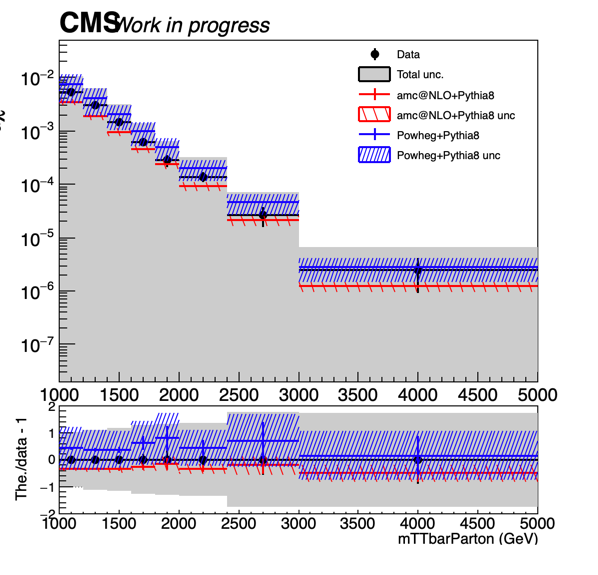 CMS Work in progress
Data
Total unc.
amc@NLO+Pythia8
amc@NLO+Pythia8 unc
Powheg+Pythia8
Powheg+Pythia8 unc
10−2
10−3
10−4
10−5
10−6
10−7
1000 1500 2000 2500 3000 3500 4000 4500 5000
The./data - 1
2
1
0
−1
−2
1000 1500 2000 2500 3000 3500 4000 4500 5000
mTTbarParton (GeV)